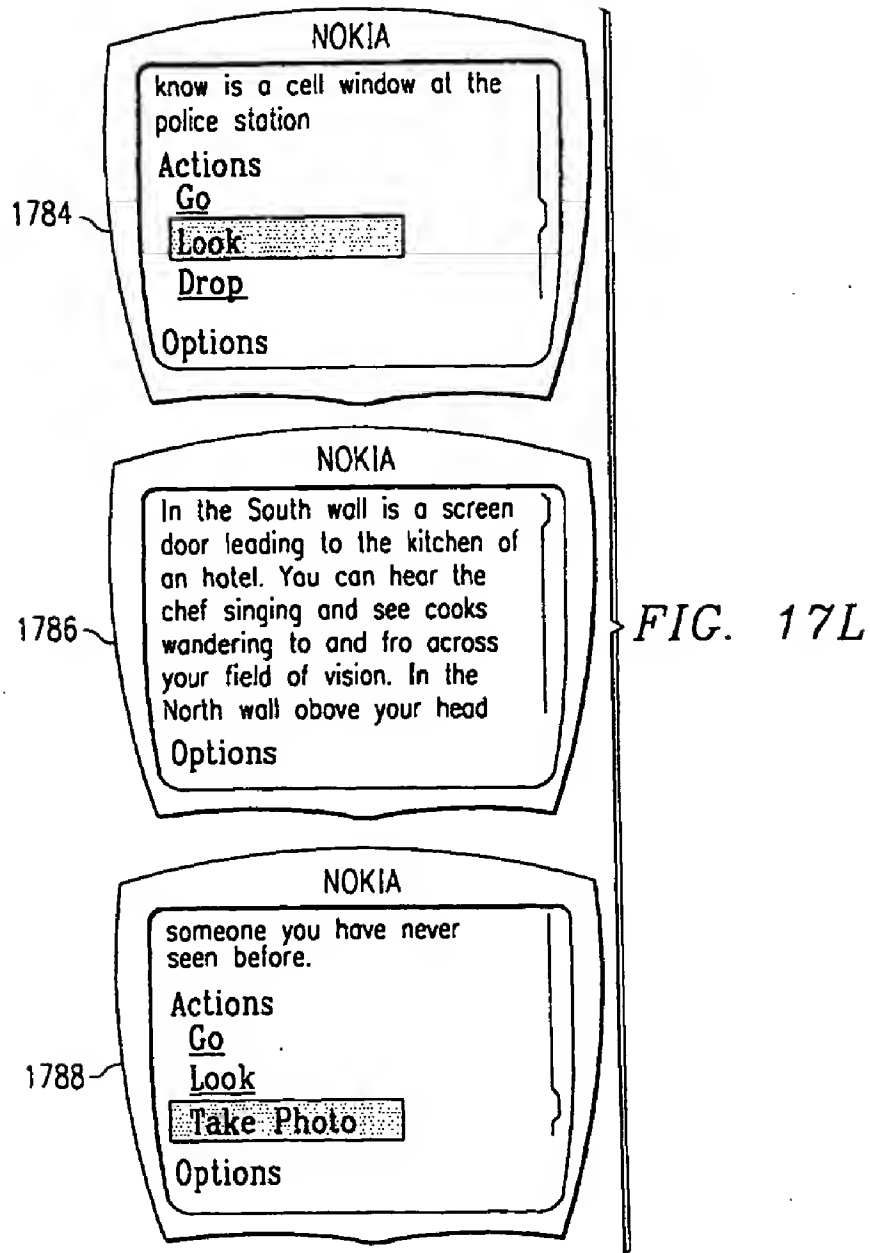 NOKIA
know is a cell window at the
police station
Actions
Go
Look
Drop
Options
1784
NOKIA
In the South wall is a screen
door leading to the kitchen of
an hotel. You can hear the
chef singing and see cooks
wandering to and fro across
your field of vision. In the
North wall above your head
Options
1786
FIG. 17L
NOKIA
someone you have never
seen before.
Actions
Go
Look
Take Photo
Options
1788